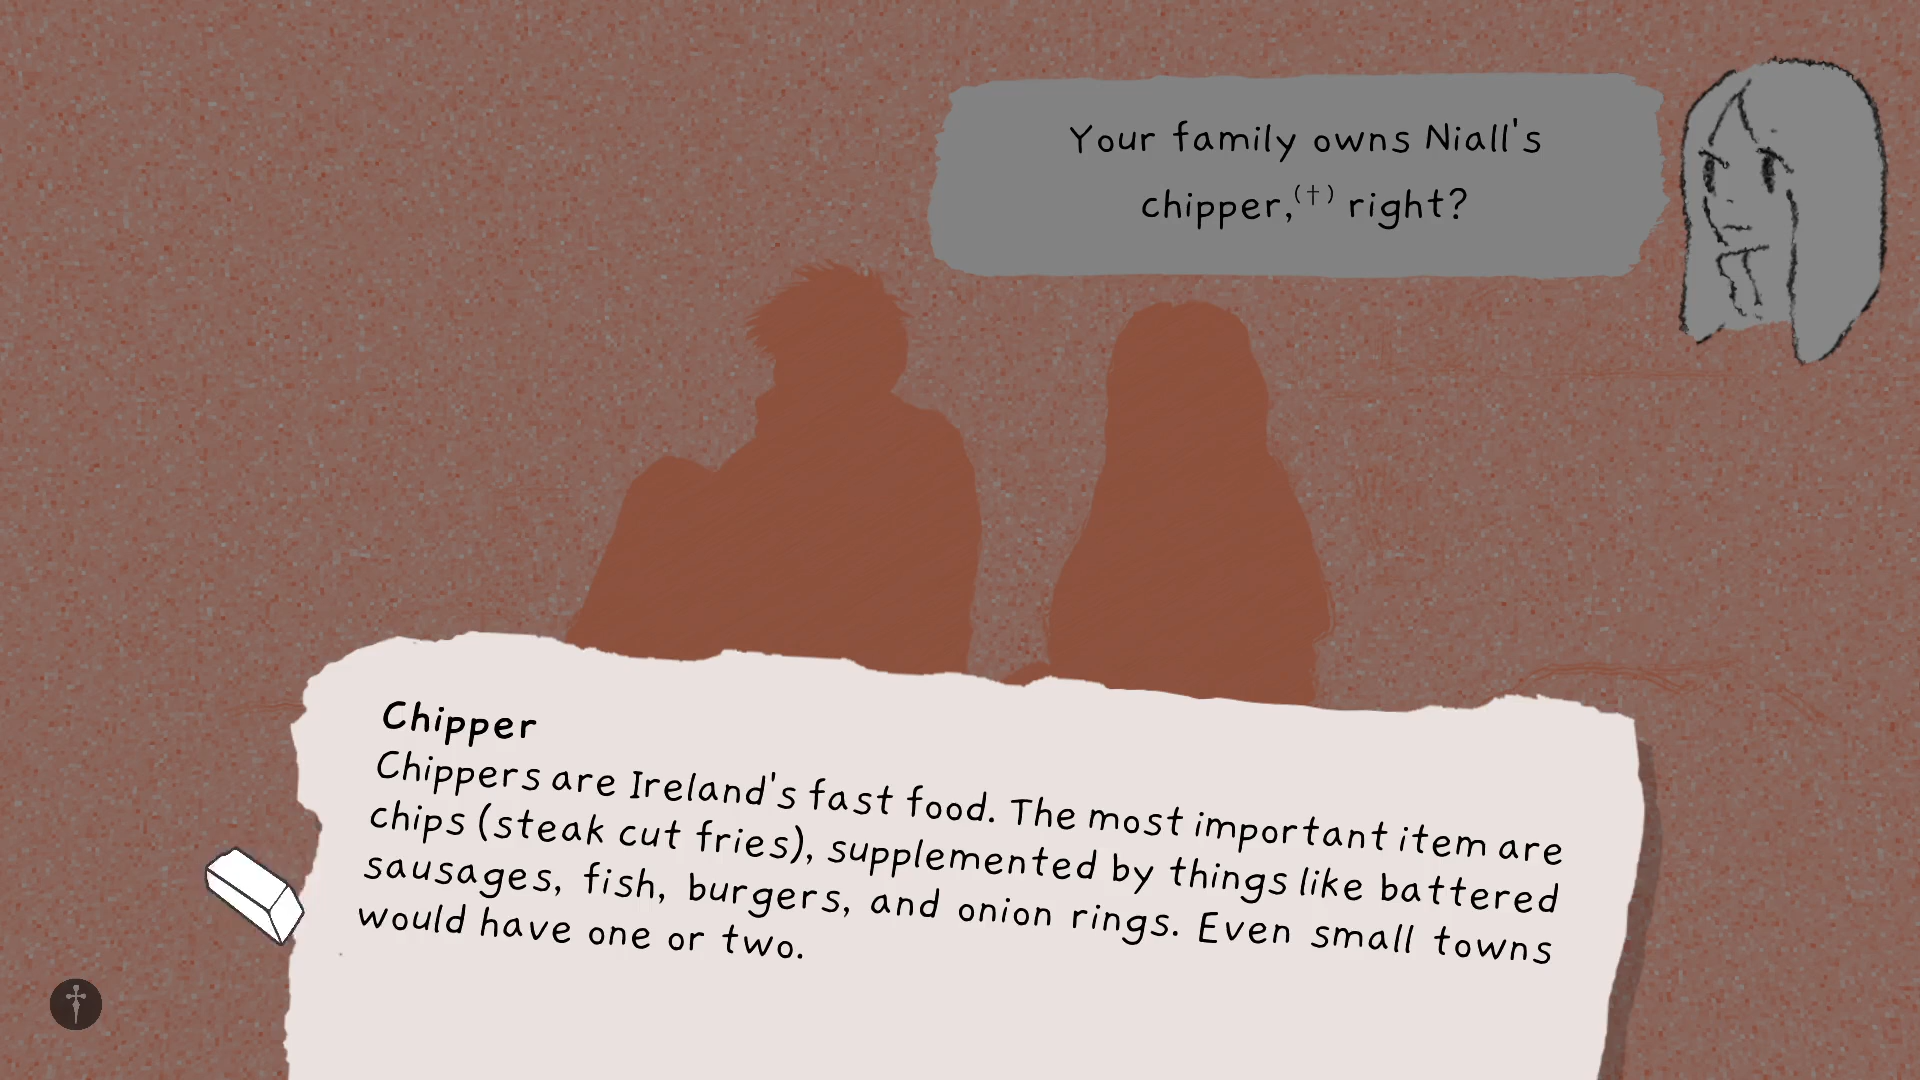 Your family owns Niall's
chipper,(†) right?
Chipper
Chippers are Ireland's fast food. The most important item are
chips (steak cut fries), supplemented by things like battered
sausages, fish, burgers, and onion rings. Even small towns
would have one or two.